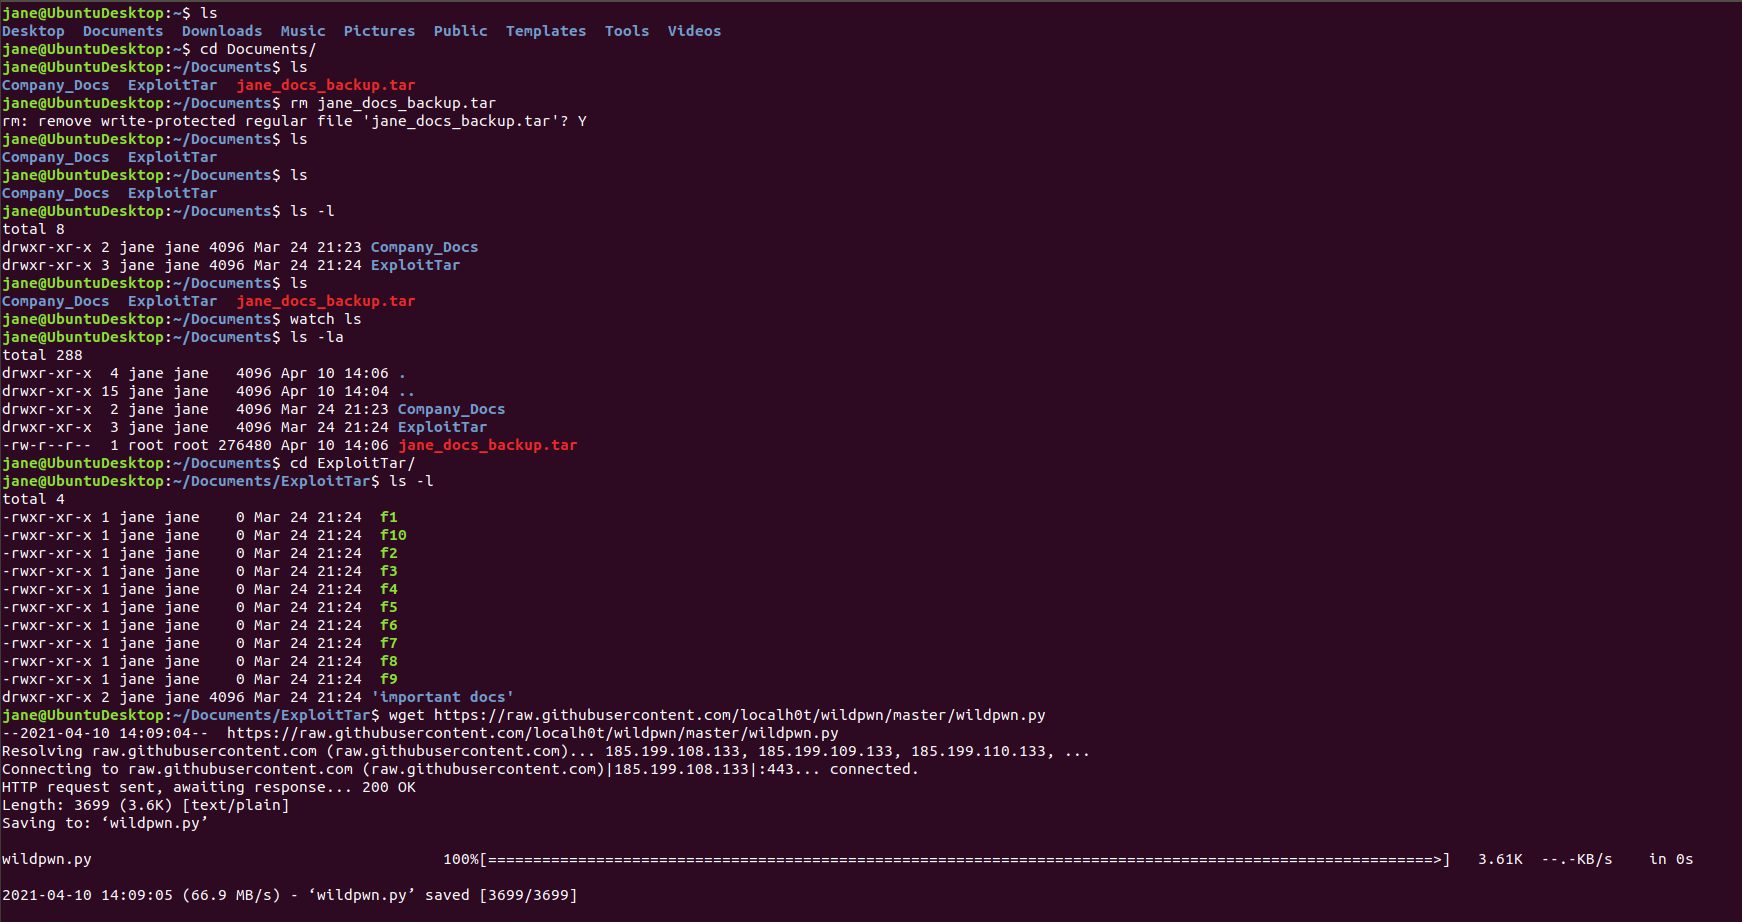 jane@UbuntuDesktop:~$ ls
Desktop  Documents  Downloads  Music  Pictures  Public  Templates  Tools  Videos
jane@UbuntuDesktop:~$ cd Documents/
jane@UbuntuDesktop:~/Documents$ ls
Company_Docs  ExploitTar  jane_docs_backup.tar
jane@UbuntuDesktop:~/Documents$ rm jane_docs_backup.tar
rm: remove write-protected regular file 'jane_docs_backup.tar'? Y
jane@UbuntuDesktop:~/Documents$ ls
Company_Docs  ExploitTar
jane@UbuntuDesktop:~/Documents$ ls
Company_Docs  ExploitTar
jane@UbuntuDesktop:~/Documents$ ls -l
total 8
drwxr-xr-x 2 jane jane 4096 Mar 24 21:23 Company_Docs
drwxr-xr-x 3 jane jane 4096 Mar 24 21:24 ExploitTar
jane@UbuntuDesktop:~/Documents$ ls
Company_Docs  ExploitTar  jane_docs_backup.tar
jane@UbuntuDesktop:~/Documents$ watch ls
jane@UbuntuDesktop:~/Documents$ ls -la
total 288
drwxr-xr-x  4 jane jane   4096 Apr 10 14:06 .
drwxr-xr-x 15 jane jane   4096 Apr 10 14:04 ..
drwxr-xr-x  2 jane jane   4096 Mar 24 21:23 Company_Docs
drwxr-xr-x  3 jane jane   4096 Mar 24 21:24 ExploitTar
-rw-r--r--  1 root root 276480 Apr 10 14:06 jane_docs_backup.tar
jane@UbuntuDesktop:~/Documents$ cd ExploitTar/
jane@UbuntuDesktop:~/Documents/ExploitTar$ ls -l
total 4
-rwxr-xr-x 1 jane jane    0 Mar 24 21:24  f1
-rwxr-xr-x 1 jane jane    0 Mar 24 21:24  f10
-rwxr-xr-x 1 jane jane    0 Mar 24 21:24  f2
-rwxr-xr-x 1 jane jane    0 Mar 24 21:24  f3
-rwxr-xr-x 1 jane jane    0 Mar 24 21:24  f4
-rwxr-xr-x 1 jane jane    0 Mar 24 21:24  f5
-rwxr-xr-x 1 jane jane    0 Mar 24 21:24  f6
-rwxr-xr-x 1 jane jane    0 Mar 24 21:24  f7
-rwxr-xr-x 1 jane jane    0 Mar 24 21:24  f8
-rwxr-xr-x 1 jane jane    0 Mar 24 21:24  f9
drwxr-xr-x 2 jane jane 4096 Mar 24 21:24 'important docs'
jane@UbuntuDesktop:~/Documents/ExploitTar$ wget https://raw.githubusercontent.com/localh0t/wildpwn/master/wildpwn.py
--2021-04-10 14:09:04--  https://raw.githubusercontent.com/localh0t/wildpwn/master/wildpwn.py
Resolving raw.githubusercontent.com (raw.githubusercontent.com)... 185.199.108.133, 185.199.109.133, 185.199.110.133, ...
Connecting to raw.githubusercontent.com (raw.githubusercontent.com)|185.199.108.133|:443... connected.
HTTP request sent, awaiting response... 200 OK
Length: 3699 (3.6K) [text/plain]
Saving to: ‘wildpwn.py’
wildpwn.py                                       100%[=========================================================================================================>]   3.61K  --.-KB/s    in 0s
2021-04-10 14:09:05 (66.9 MB/s) - ‘wildpwn.py’ saved [3699/3699]